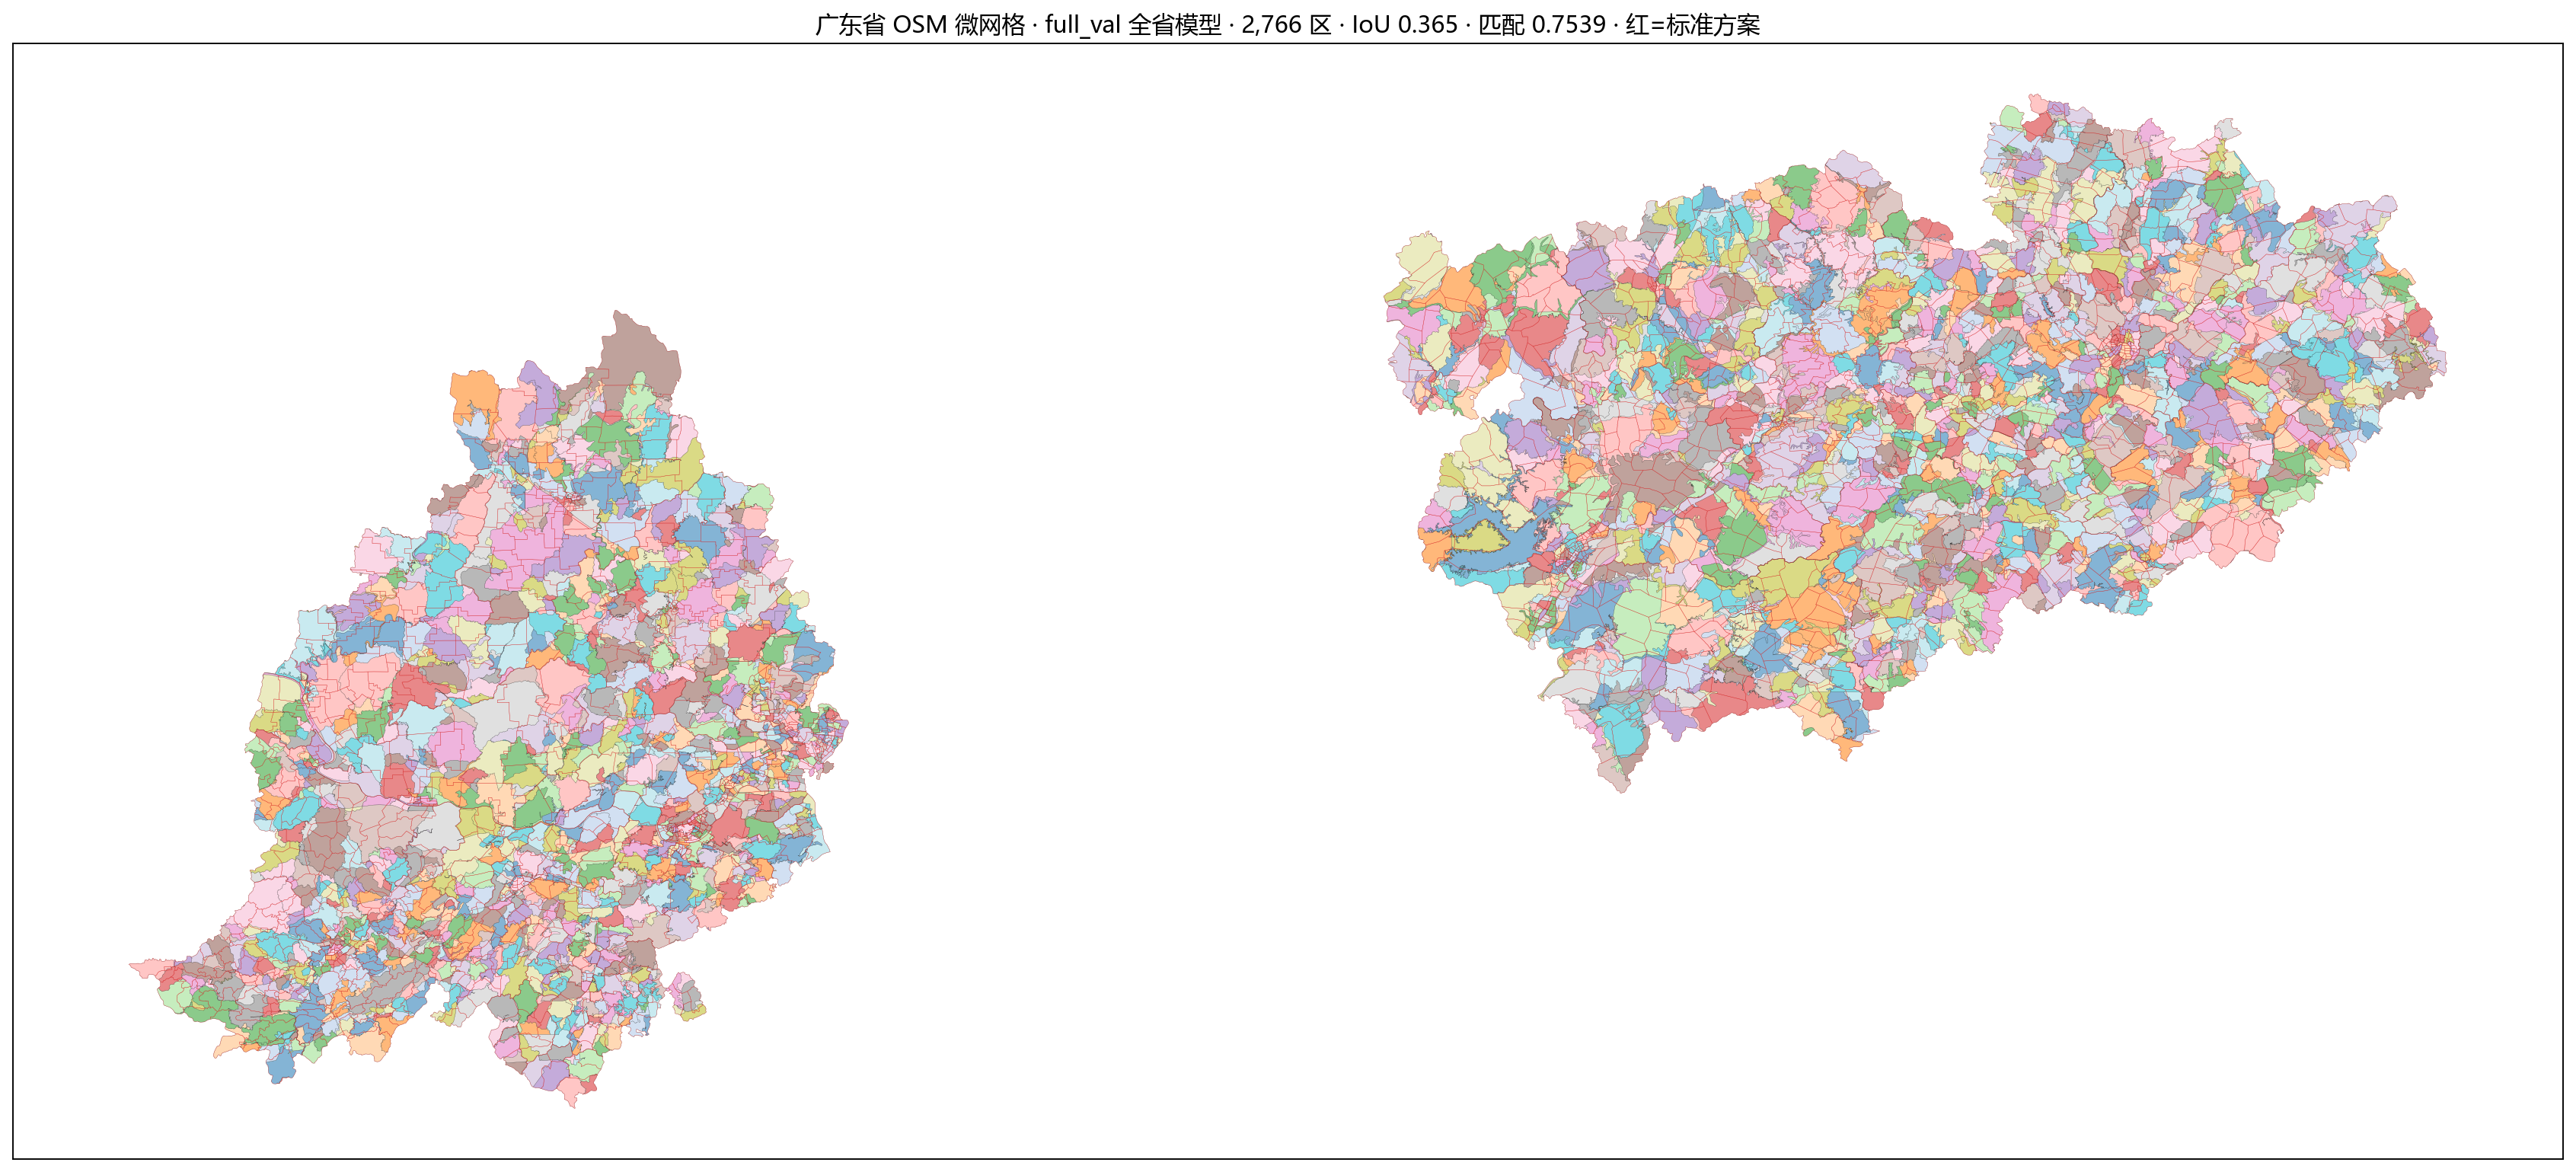 广东省 OSM 微网格 · full_val 全省模型 · 2,766 区 · IoU 0.365 · 匹配 0.7539 · 红=标准方案